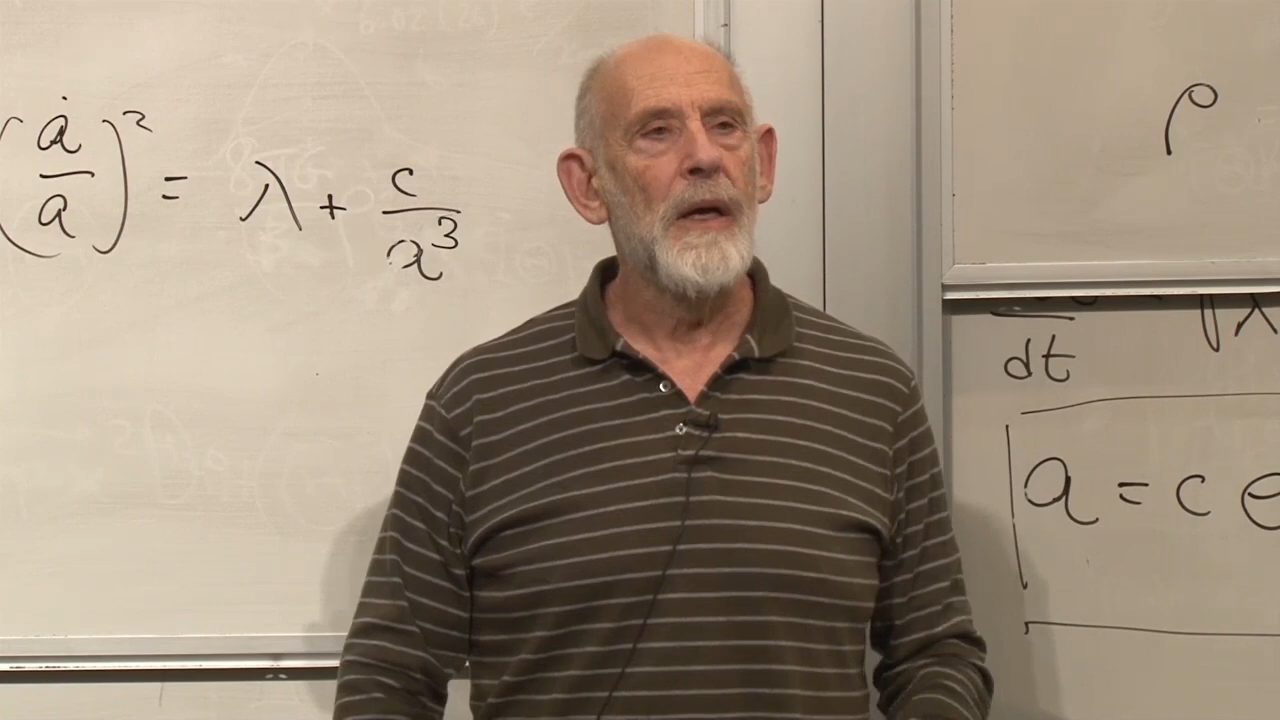 (ȧ/a)² = λ + c/a³
ρ
dt
λ
a = c e